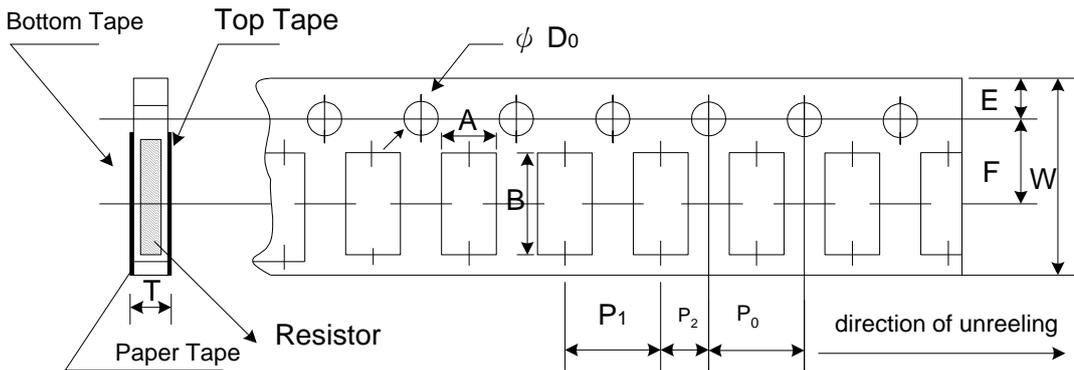 Bottom Tape
Top Tape
ψ D0
A
E
F
W
B
T
P1
P2
P0
Resistor
direction of unreeling
Paper Tape